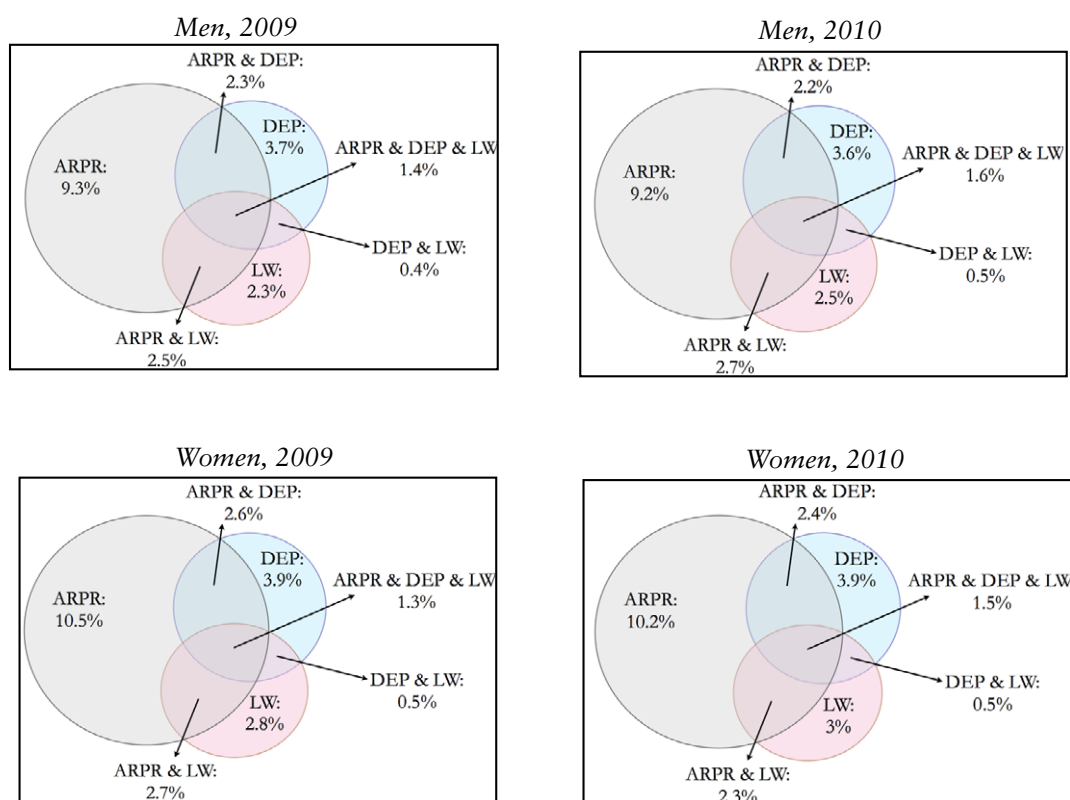 Men, 2009
ARPR & DEP:
2.3%
DEP:
3.7%
ARPR & DEP & LW
1.4%
ARPR:
9.3%
DEP & LW:
0.4%
LW:
2.3%
ARPR & LW:
2.5%
Men, 2010
ARPR & DEP:
2.2%
DEP:
3.6%
ARPR & DEP & LW
1.6%
ARPR:
9.2%
DEP & LW:
0.5%
LW:
2.5%
ARPR & LW:
2.7%
Women, 2009
ARPR & DEP:
2.6%
DEP:
3.9%
ARPR & DEP & LW
1.3%
ARPR:
10.5%
DEP & LW:
0.5%
LW:
2.8%
ARPR & LW:
2.7%
Women, 2010
ARPR & DEP:
2.4%
DEP:
3.9%
ARPR & DEP & LW
1.5%
ARPR:
10.2%
DEP & LW:
0.5%
LW:
3%
ARPR & LW:
2.3%